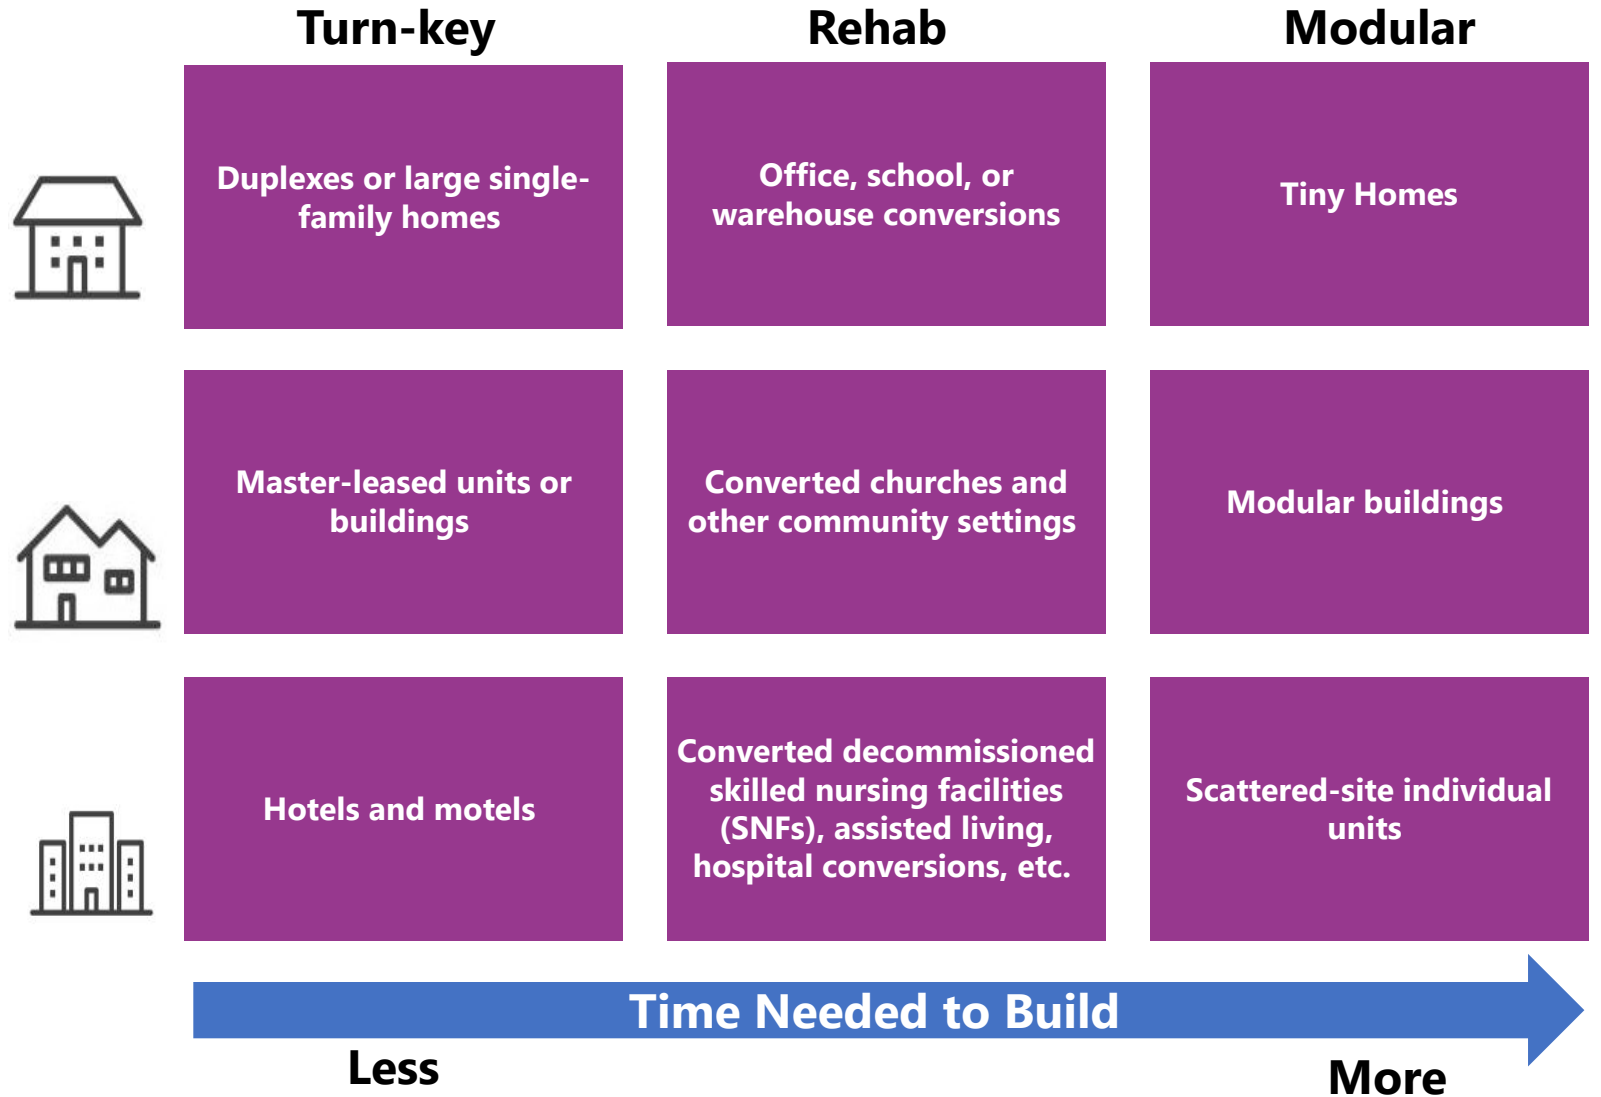 Turn-key
Rehab
Modular
Duplexes or large single-
family homes
Office, school, or
warehouse conversions
Tiny Homes
Master-leased units or
buildings
Converted churches and
other community settings
Modular buildings
Hotels and motels
Converted decommissioned
skilled nursing facilities
(SNFs), assisted living,
hospital conversions, etc.
Scattered-site individual
units
Time Needed to Build
Less
More